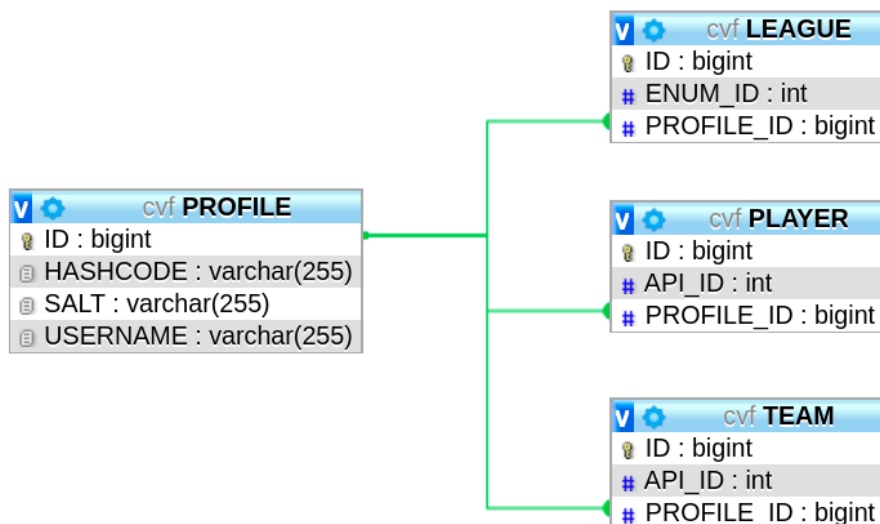 v cvf PROFILE
ID : bigint
HASHCODE : varchar(255)
SALT : varchar(255)
USERNAME : varchar(255)
v cvf LEAGUE
ID : bigint
# ENUM_ID : int
# PROFILE_ID : bigint
v cvf PLAYER
ID : bigint
# API_ID : int
# PROFILE_ID : bigint
v cvf TEAM
ID : bigint
# API_ID : int
# PROFILE_ID : bigint